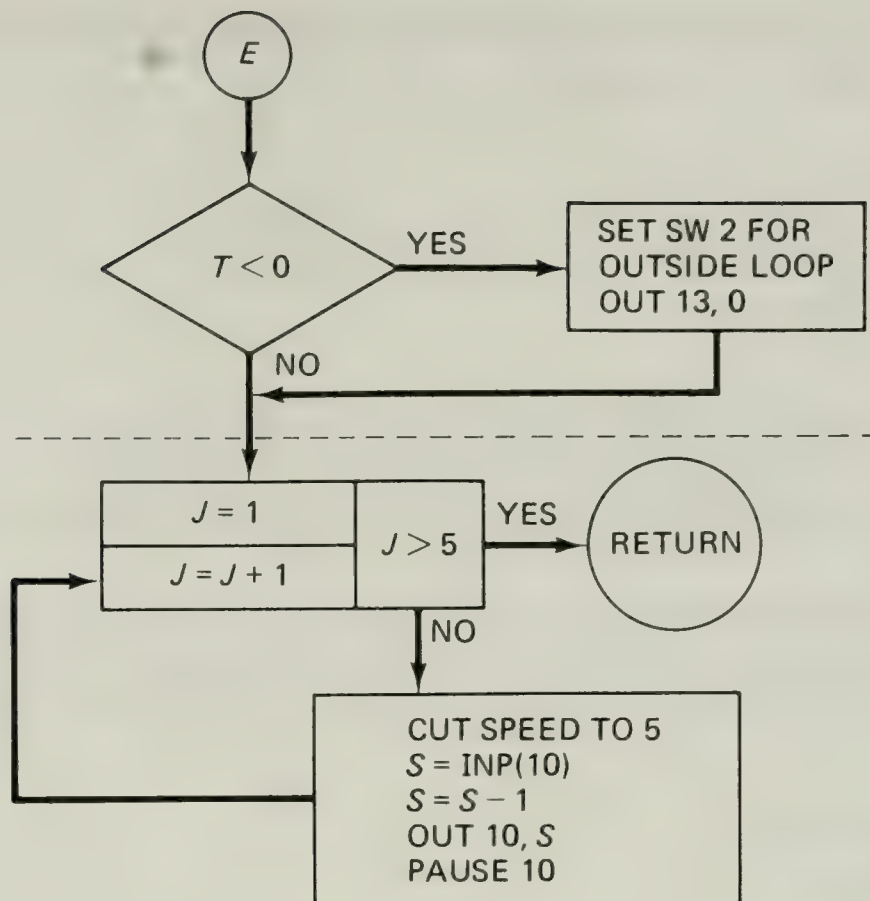 E
T < 0
YES
SET SW 2 FOR
OUTSIDE LOOP
OUT 13, 0
NO
J = 1
J > 5
YES
RETURN
J = J + 1
NO
CUT SPEED TO 5
S = INP(10)
S = S − 1
OUT 10, S
PAUSE 10